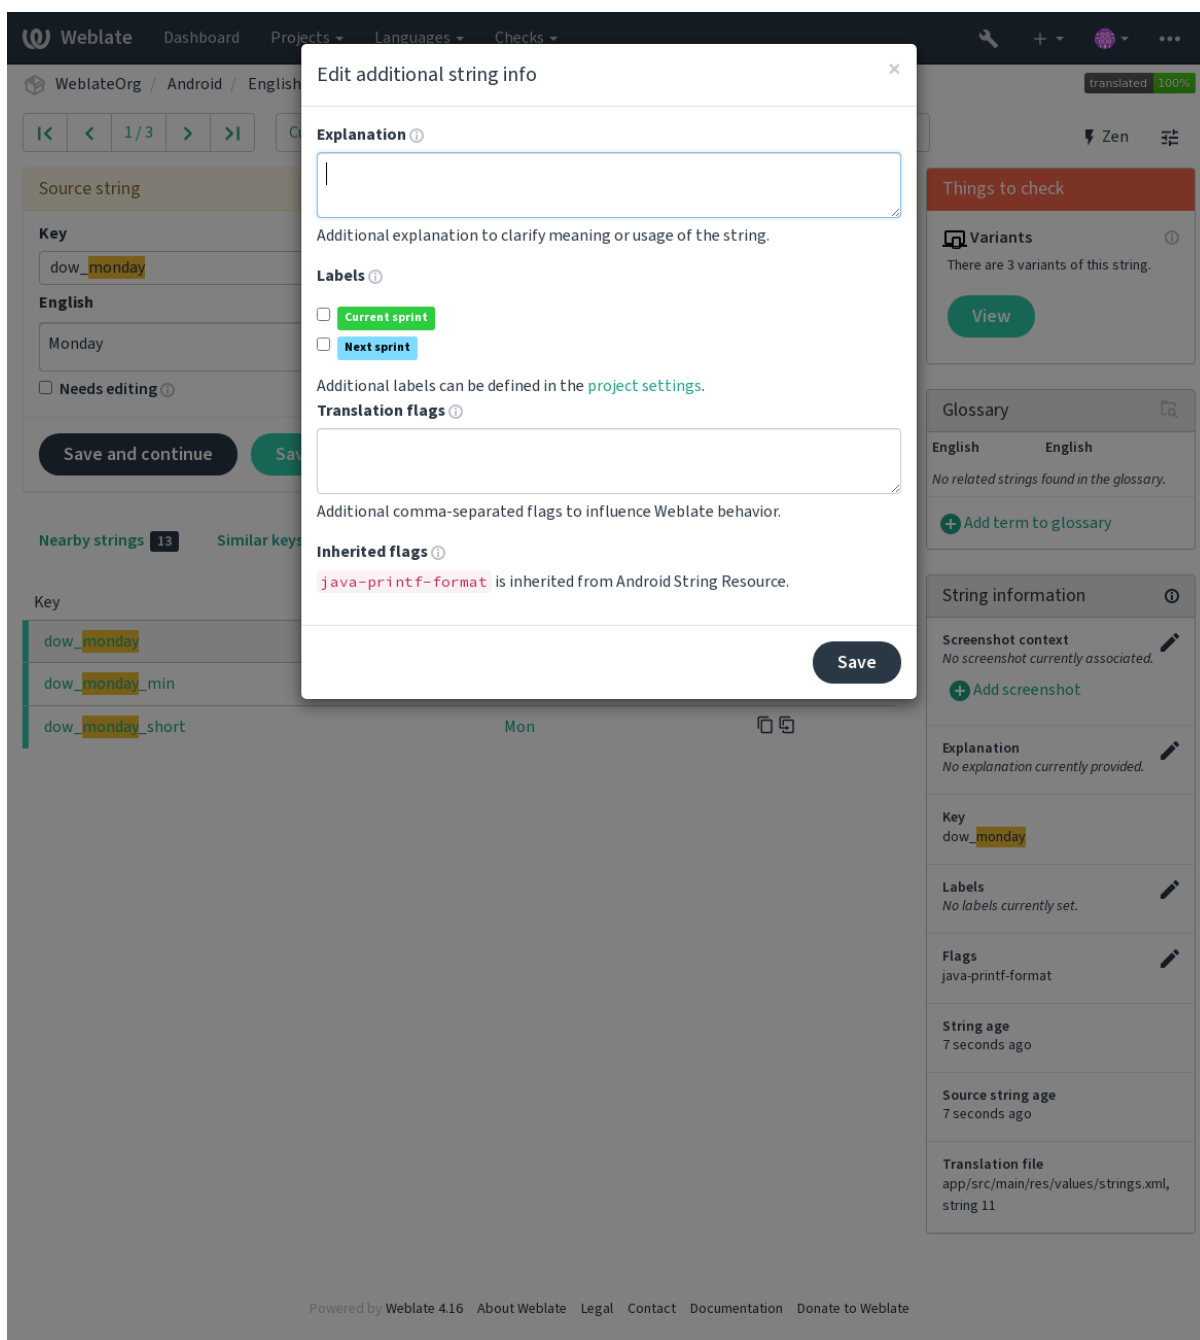 Weblate Dashboard Projects Languages Checks
WeblateOrg / Android / English
translated 100%
1 / 3
Zen
Edit additional string info
×
Explanation
Additional explanation to clarify meaning or usage of the string.
Labels
Current sprint
Next sprint
Additional labels can be defined in the project settings.
Translation flags
Additional comma-separated flags to influence Weblate behavior.
Inherited flags
java-printf-format is inherited from Android String Resource.
Save
Source string
Key
dow_monday
English
Monday
Needs editing
Save and continue
Nearby strings 13 Similar keys
Key
dow_monday
dow_monday_min
dow_monday_short Mon
Things to check
Variants
There are 3 variants of this string.
View
Glossary
English English
No related strings found in the glossary.
Add term to glossary
String information
Screenshot context
No screenshot currently associated.
Add screenshot
Explanation
No explanation currently provided.
Key
dow_monday
Labels
No labels currently set.
Flags
java-printf-format
String age
7 seconds ago
Source string age
7 seconds ago
Translation file
app/src/main/res/values/strings.xml,
string 11
Powered by Weblate 4.16 About Weblate Legal Contact Documentation Donate to Weblate